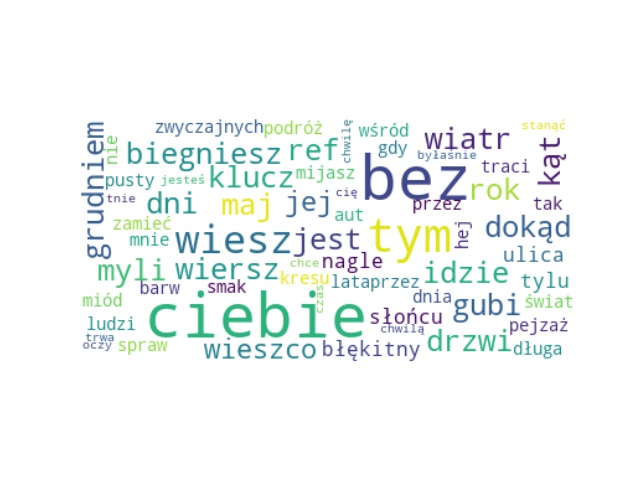 zwyczajnych podróż chwilę wśród stanąć
grudniem nie biegniesz ref gdy wiatr byłaśnie kąt
pusty jesteś klucz mijasz bez traci
tnie cię rok
dni maj jej aut przez tak
zamieć mnie wiesz jest tym hej dokąd
myli wiersz chce nagle idzie ulica
kresu lataprzez tylu
miód barw smak czas dnia gubi świat
ludzi ciebie słońcu pejzaż
trwa chwilą
oczy spraw wieszco błękitny drzwi długa